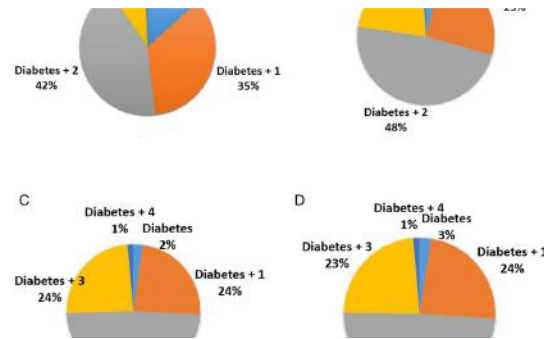 Diabetes + 2
42%
Diabetes + 1
35%
Diabetes + 2
48%
C
Diabetes + 4
1%
Diabetes
2%
Diabetes + 3
24%
Diabetes + 1
24%
D
Diabetes + 4
1%
Diabetes
3%
Diabetes + 3
23%
Diabetes + 1
24%